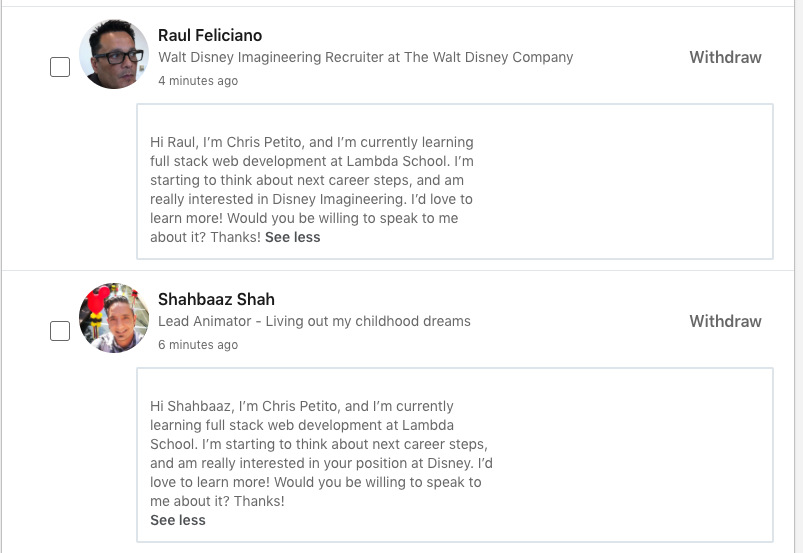 Raul Feliciano
Walt Disney Imagineering Recruiter at The Walt Disney Company
Withdraw
4 minutes ago
Hi Raul, I’m Chris Petito, and I’m currently learning
full stack web development at Lambda School. I’m
starting to think about next career steps, and am
really interested in Disney Imagineering. I’d love to
learn more! Would you be willing to speak to me
about it? Thanks! See less
Shahbaaz Shah
Lead Animator - Living out my childhood dreams
Withdraw
6 minutes ago
Hi Shahbaaz, I’m Chris Petito, and I’m currently
learning full stack web development at Lambda
School. I’m starting to think about next career steps,
and am really interested in your position at Disney. I’d
love to learn more! Would you be willing to speak to
me about it? Thanks!
See less